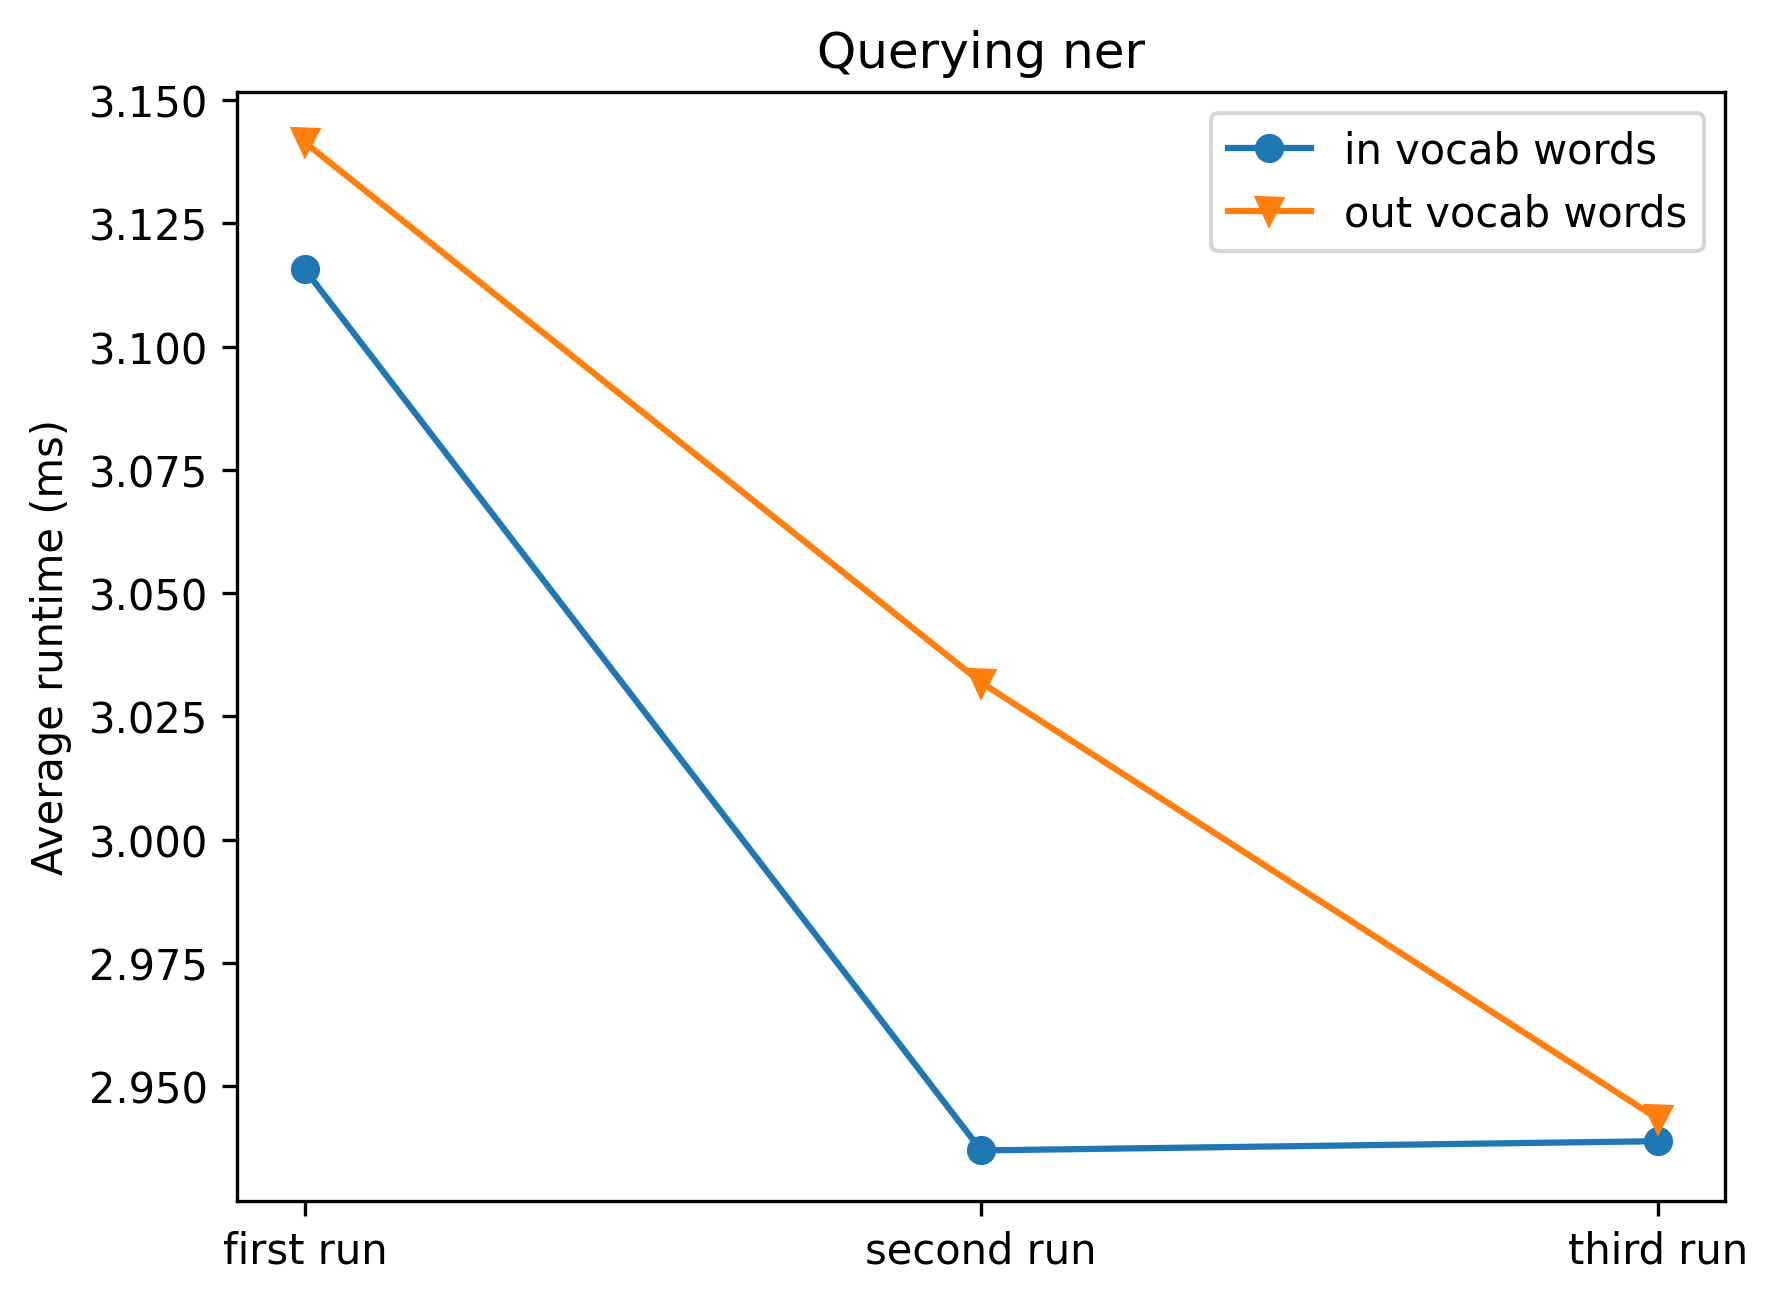 Querying ner
3.150
3.125
3.100
3.075
3.050
3.025
3.000
2.975
2.950
Average runtime (ms)
in vocab words
out vocab words
first run
second run
third run